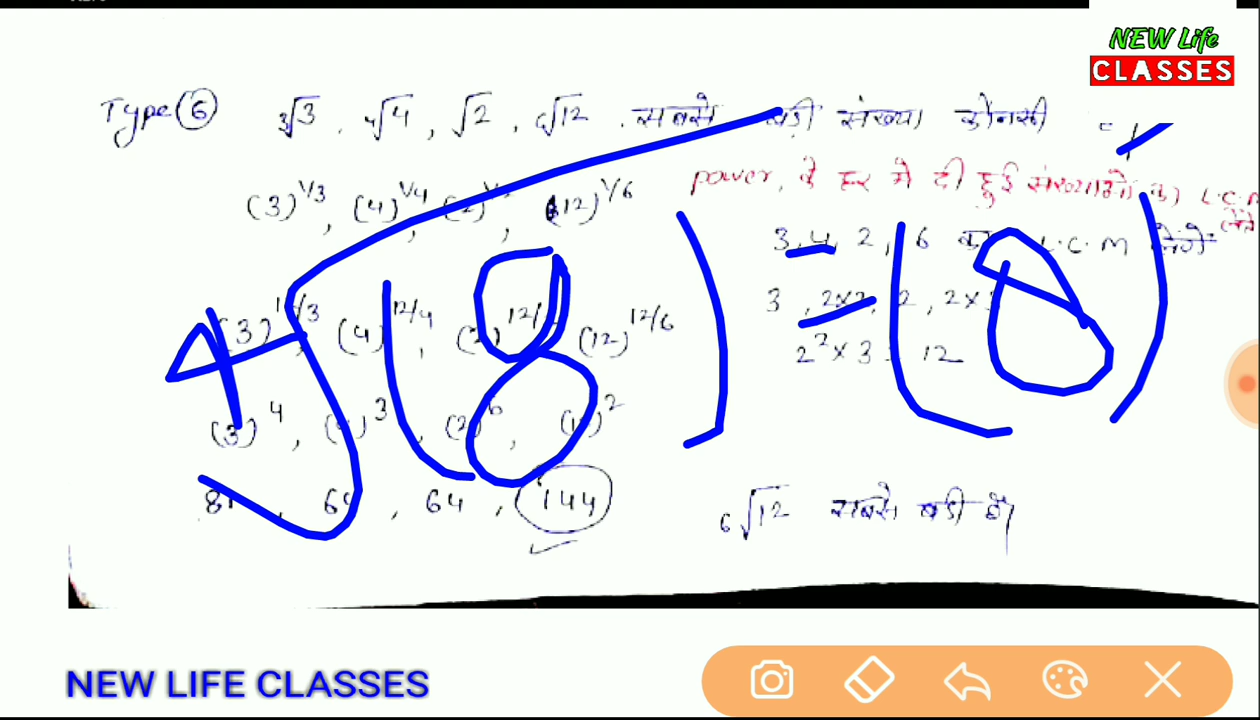 NEW Life
CLASSES
Type (6) ∛3, ∜4, √2, ⁶√12 . सबसे बड़ी संख्या कौनसी
(3)^1/3, (4)^1/4, (2)^1/, (12)^1/6
power, के हर मे दी हुई संख्याओं का L.C.M
3, 4, 2, 6 L.C.M लेंगे
(3)^12/3, (4)^12/4, (2)^12/, (12)^12/6
3, 2×2, 2, 2×
2²×3 12
(3)^4, ( )^3, (2)^6, (12)^2
81, 64, 64, 144
6√12 सबसे बडी है।
4√(8) = (8)
NEW LIFE CLASSES